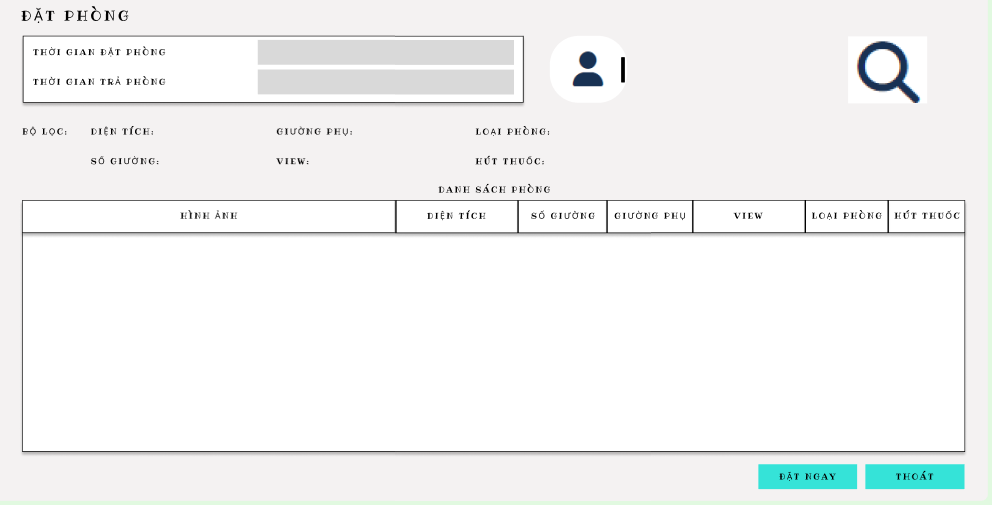 ĐẶT PHÒNG
THỜI GIAN ĐẶT PHÒNG
THỜI GIAN TRẢ PHÒNG
BỘ LỌC: DIỆN TÍCH: GIƯỜNG PHỤ: LOẠI PHÒNG:
SỐ GIƯỜNG: VIEW: HÚT THUỐC:
DANH SÁCH PHÒNG
HÌNH ẢNH DIỆN TÍCH SỐ GIƯỜNG GIƯỜNG PHỤ VIEW LOẠI PHÒNG HÚT THUỐC
ĐẶT NGAY THOÁT